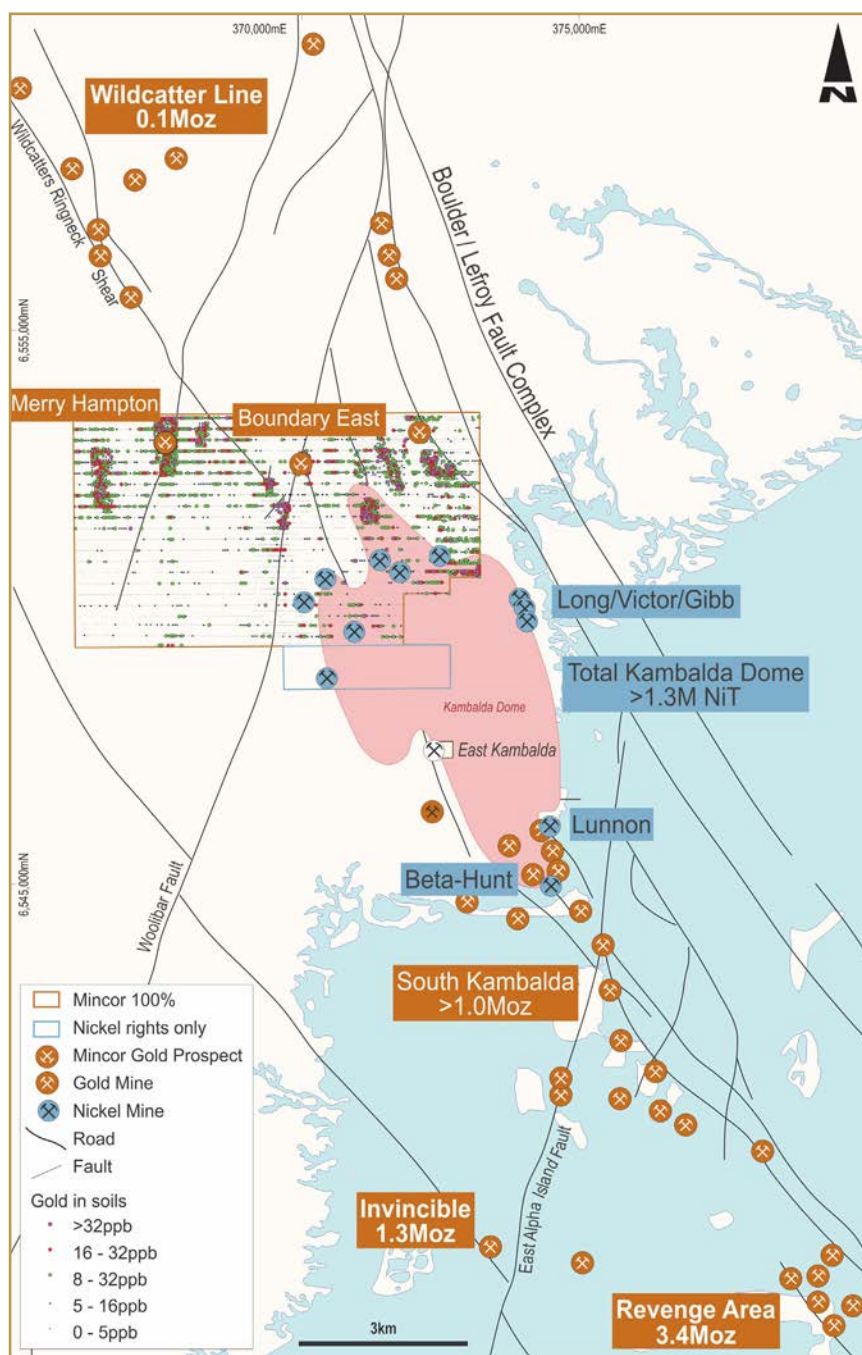 370,000mE
375,000mE
N
Wildcatter Line
0.1Moz
Wildcatters Ringneck
Shear
Boulder / Lefroy Fault Complex
6,555,000mN
Merry Hampton
Boundary East
Long/Victor/Gibb
Total Kambalda Dome
>1.3M NiT
Kambalda Dome
East Kambalda
Lunnon
Beta-Hunt
6,545,000mN
Woolibar Fault
South Kambalda
>1.0Moz
Mincor 100%
Nickel rights only
Mincor Gold Prospect
Gold Mine
Nickel Mine
Road
Fault
Gold in soils
>32ppb
16 - 32ppb
8 - 32ppb
5 - 16ppb
0 - 5ppb
East Alpha Island Fault
Invincible
1.3Moz
Revenge Area
3.4Moz
3km